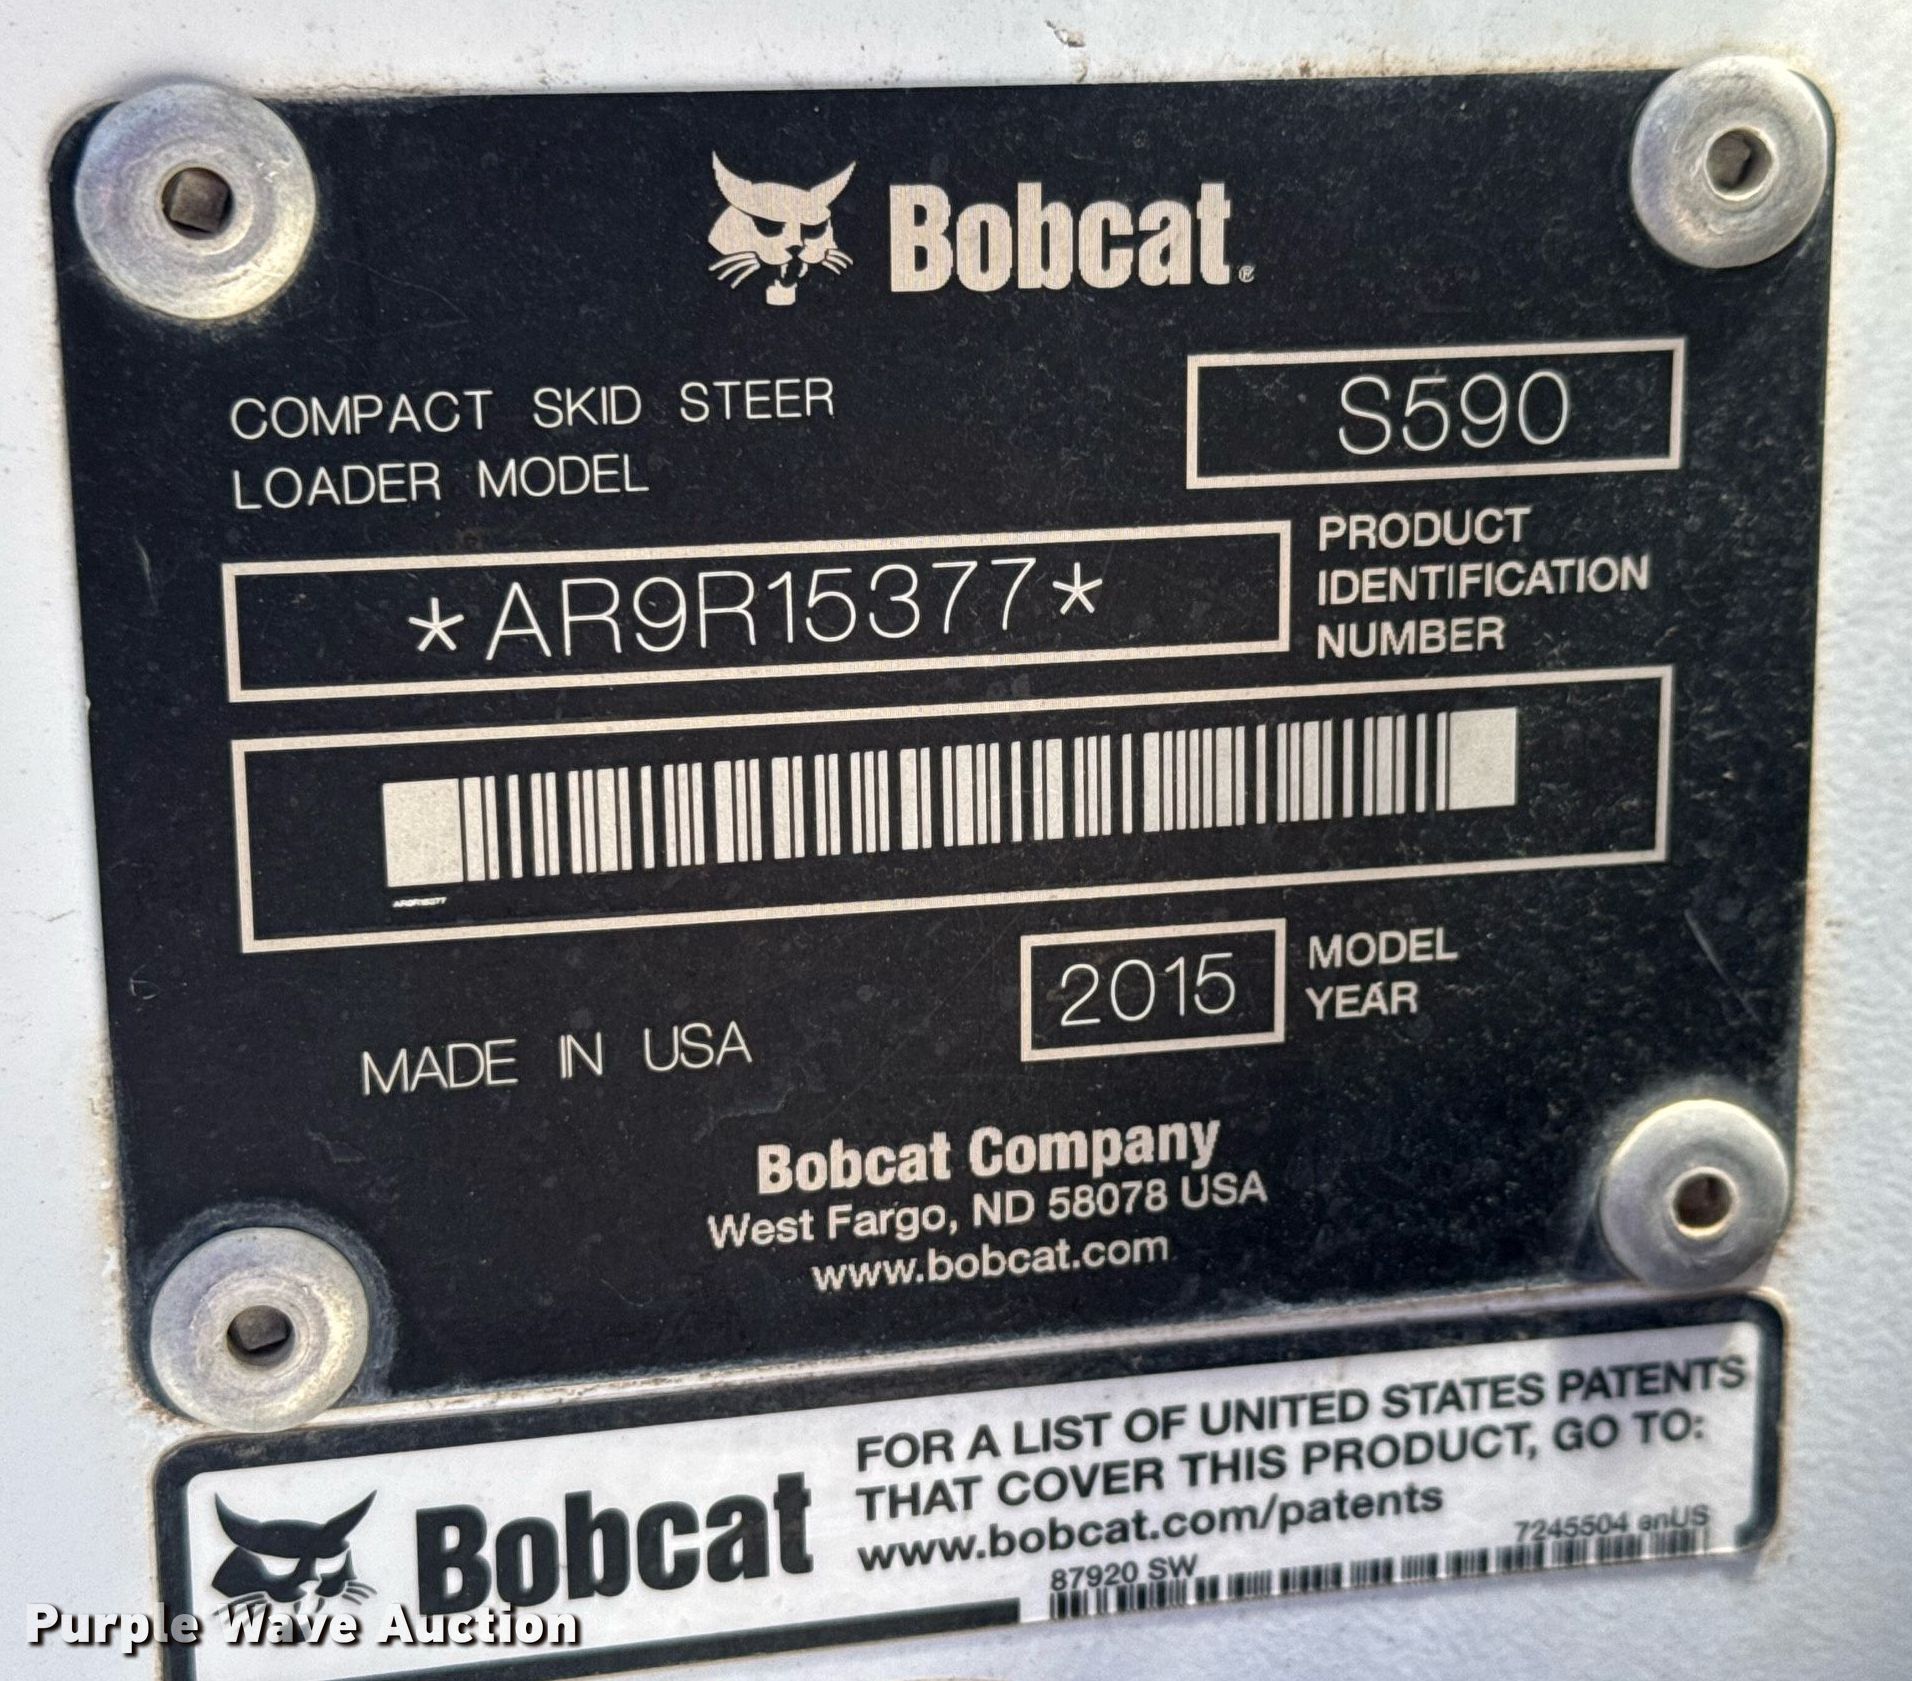 Bobcat®
COMPACT SKID STEER
LOADER MODEL
S590
*AR9R15377*
PRODUCT
IDENTIFICATION
NUMBER
AR9R15377
2015
MODEL
YEAR
MADE IN USA
Bobcat Company
West Fargo, ND 58078 USA
www.bobcat.com
Bobcat
FOR A LIST OF UNITED STATES PATENTS
THAT COVER THIS PRODUCT, GO TO:
www.bobcat.com/patents
87920 SW
7245504 enUS
Purple Wave Auction